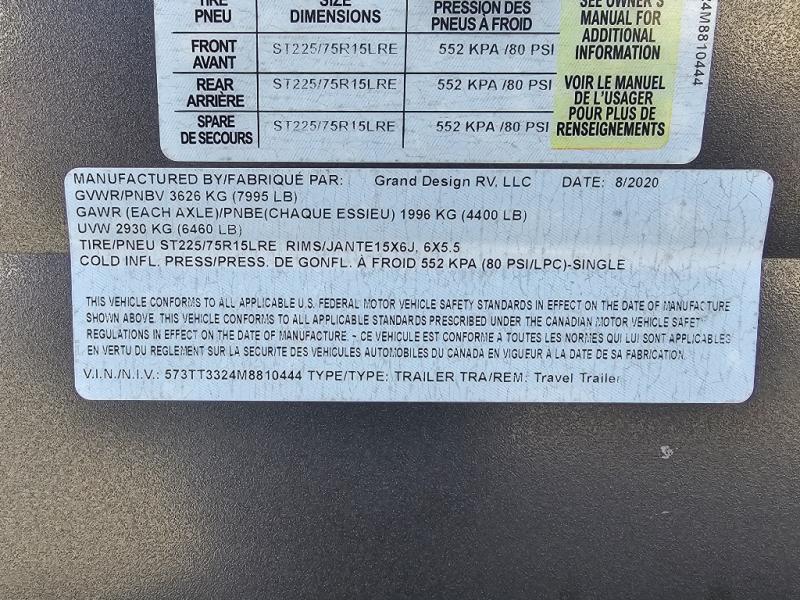 TIRE SIZE PRESSION DES SEE OWNER'S
PNEU DIMENSIONS PNEUS À FROID MANUAL FOR
ADDITIONAL
INFORMATION
FRONT ST225/75R15LRE 552 KPA /80 PSI
AVANT
REAR ST225/75R15LRE 552 KPA /80 PSI
ARRIÈRE
SPARE ST225/75R15LRE 552 KPA /80 PSI
DE SECOURS
VOIR LE MANUEL
DE L'USAGER
POUR PLUS DE
RENSEIGNEMENTS
4M8810444
MANUFACTURED BY/FABRIQUÉ PAR: Grand Design RV, LLC DATE: 8/2020
GVWR/PNBV 3626 KG (7995 LB)
GAWR (EACH AXLE)/PNBE(CHAQUE ESSIEU) 1996 KG (4400 LB)
UVW 2930 KG (6460 LB)
TIRE/PNEU ST225/75R15LRE RIMS/JANTE15X6J, 6X5.5
COLD INFL. PRESS/PRESS. DE GONFL. À FROID 552 KPA (80 PSI/LPC)-SINGLE
THIS VEHICLE CONFORMS TO ALL APPLICABLE U.S. FEDERAL MOTOR VEHICLE SAFETY STANDARDS IN EFFECT ON THE DATE OF MANUFACTURE
SHOWN ABOVE. THIS VEHICLE CONFORMS TO ALL APPLICABLE STANDARDS PRESCRIBED UNDER THE CANADIAN MOTOR VEHICLE SAFETY
REGULATIONS IN EFFECT ON THE DATE OF MANUFACTURE. - CE VÉHICULE EST CONFORME À TOUTES LES NORMES QUI LUI SONT APPLICABLES
EN VERTU DU REGLEMENT SUR LA SECURITE DES VÉHICULES AUTOMOBILES DU CANADA EN VIGUEUR À LA DATE DE SA FABRICATION.
V.I.N./N.I.V.: 573TT3324M8810444 TYPE/TYPE: TRAILER TRA/REM: Travel Trailer